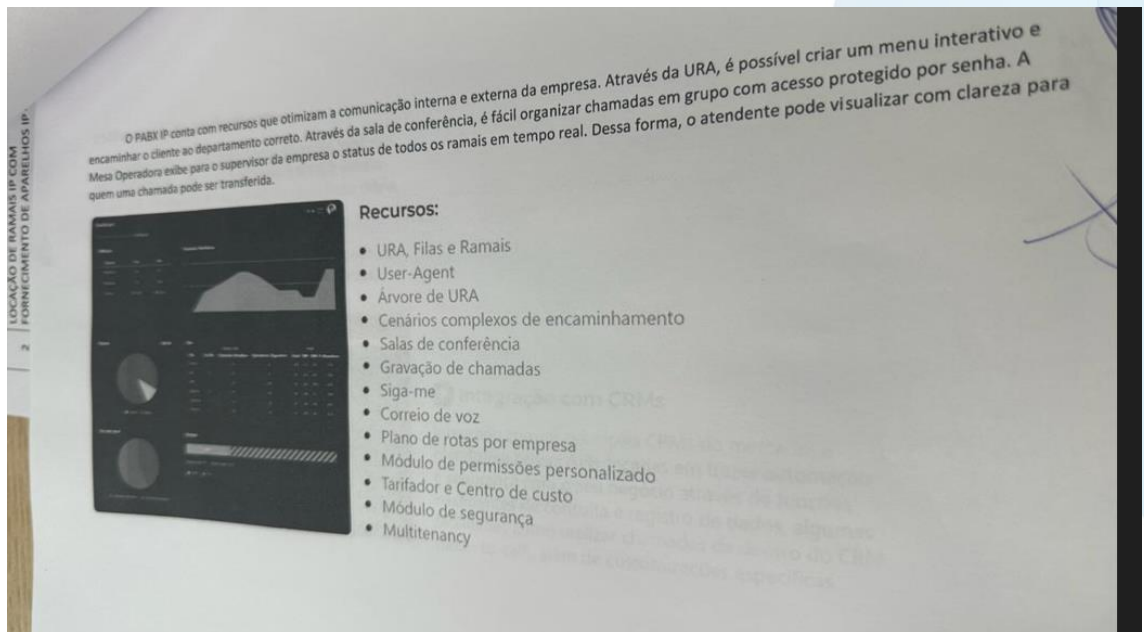 O PABX IP conta com recursos que otimizam a comunicação interna e externa da empresa. Através da URA, é possível criar um menu interativo e
encaminhar o cliente ao departamento correto. Através da sala de conferência, é fácil organizar chamadas em grupo com acesso protegido por senha. A
Mesa Operadora exibe para o supervisor da empresa o status de todos os ramais em tempo real. Dessa forma, o atendente pode visualizar com clareza para
quem uma chamada pode ser transferida.
LOCAÇÃO DE RAMAIS IP COM
FORNECIMENTO DE APARELHOS IP.
2
Recursos:
• URA, Filas e Ramais
• User-Agent
• Árvore de URA
• Cenários complexos de encaminhamento
• Salas de conferência
• Gravação de chamadas
• Siga-me
• Correio de voz
• Plano de rotas por empresa
• Módulo de permissões personalizado
• Tarifador e Centro de custo
• Módulo de segurança
• Multitenancy